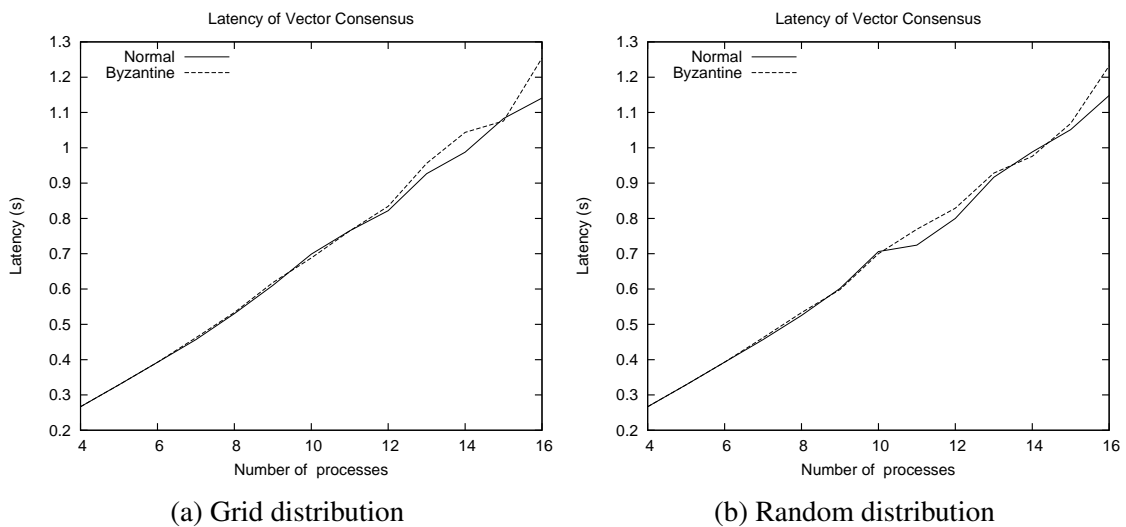 Latency of Vector Consensus
1.3
Normal
Byzantine
1.2
1.1
1
0.9
0.8
0.7
0.6
0.5
0.4
0.3
0.2
Latency (s)
4 6 8 10 12 14 16
Number of processes
(a) Grid distribution
Latency of Vector Consensus
1.3
Normal
Byzantine
1.2
1.1
1
0.9
0.8
0.7
0.6
0.5
0.4
0.3
0.2
Latency (s)
4 6 8 10 12 14 16
Number of processes
(b) Random distribution